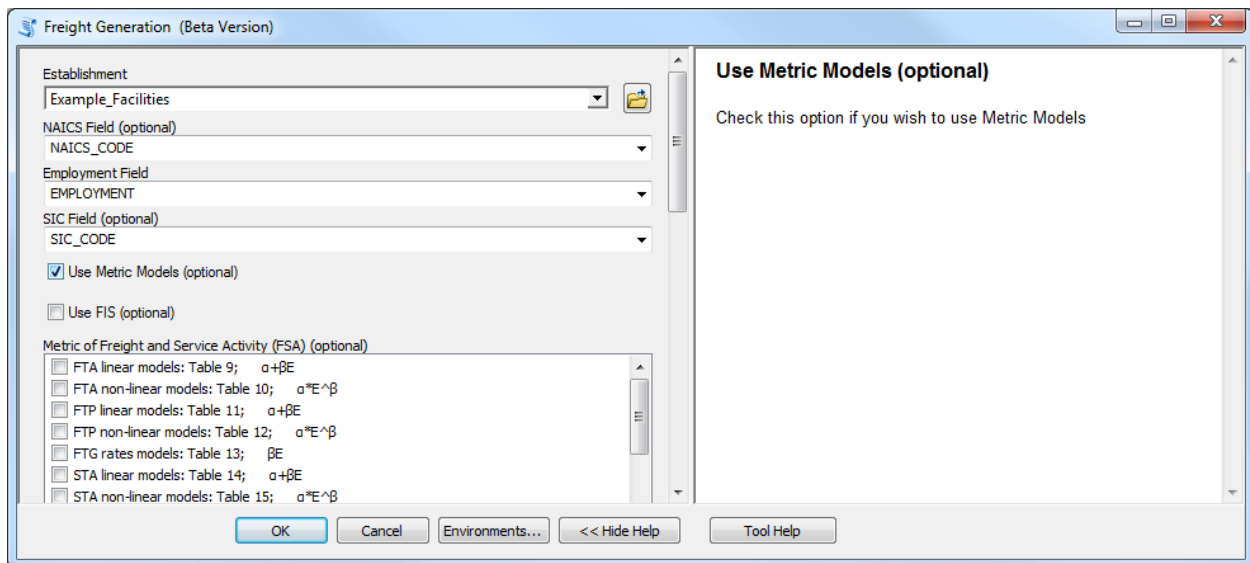 Freight Generation (Beta Version)
Establishment
Example_Facilities
NAICS Field (optional)
NAICS_CODE
Employment Field
EMPLOYMENT
SIC Field (optional)
SIC_CODE
Use Metric Models (optional)
Use FIS (optional)
Metric of Freight and Service Activity (FSA) (optional)
FTA linear models: Table 9; α+βE
FTA non-linear models: Table 10; α*E^β
FTP linear models: Table 11; α+βE
FTP non-linear models: Table 12; α*E^β
FTG rates models: Table 13; βE
STA linear models: Table 14; α+βE
STA non-linear models: Table 15; α*E^β
Use Metric Models (optional)
Check this option if you wish to use Metric Models
OK Cancel Environments... << Hide Help Tool Help